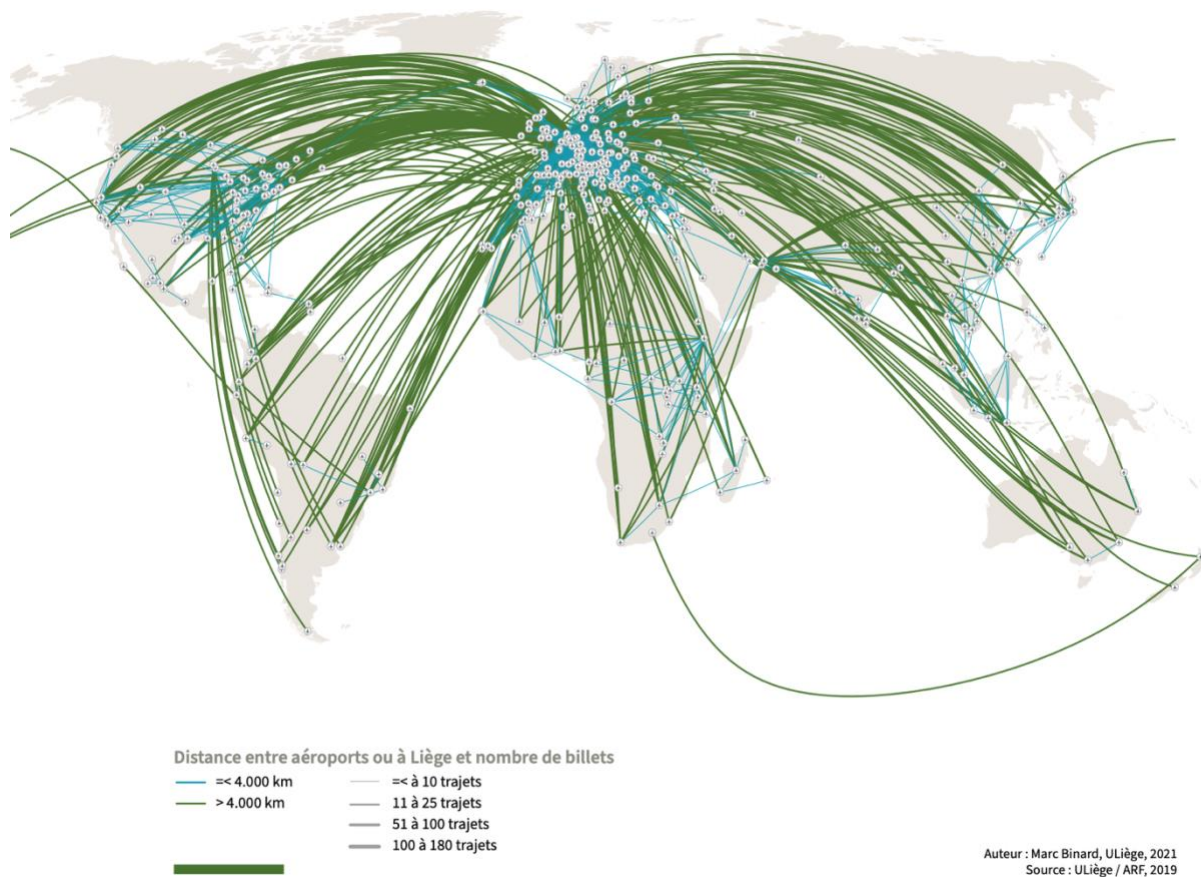 Distance entre aéroports ou à Liège et nombre de billets
=< 4.000 km
> 4.000 km
=< à 10 trajets
11 à 25 trajets
51 à 100 trajets
100 à 180 trajets
Auteur : Marc Binard, ULiège, 2021
Source : ULiège / ARF, 2019